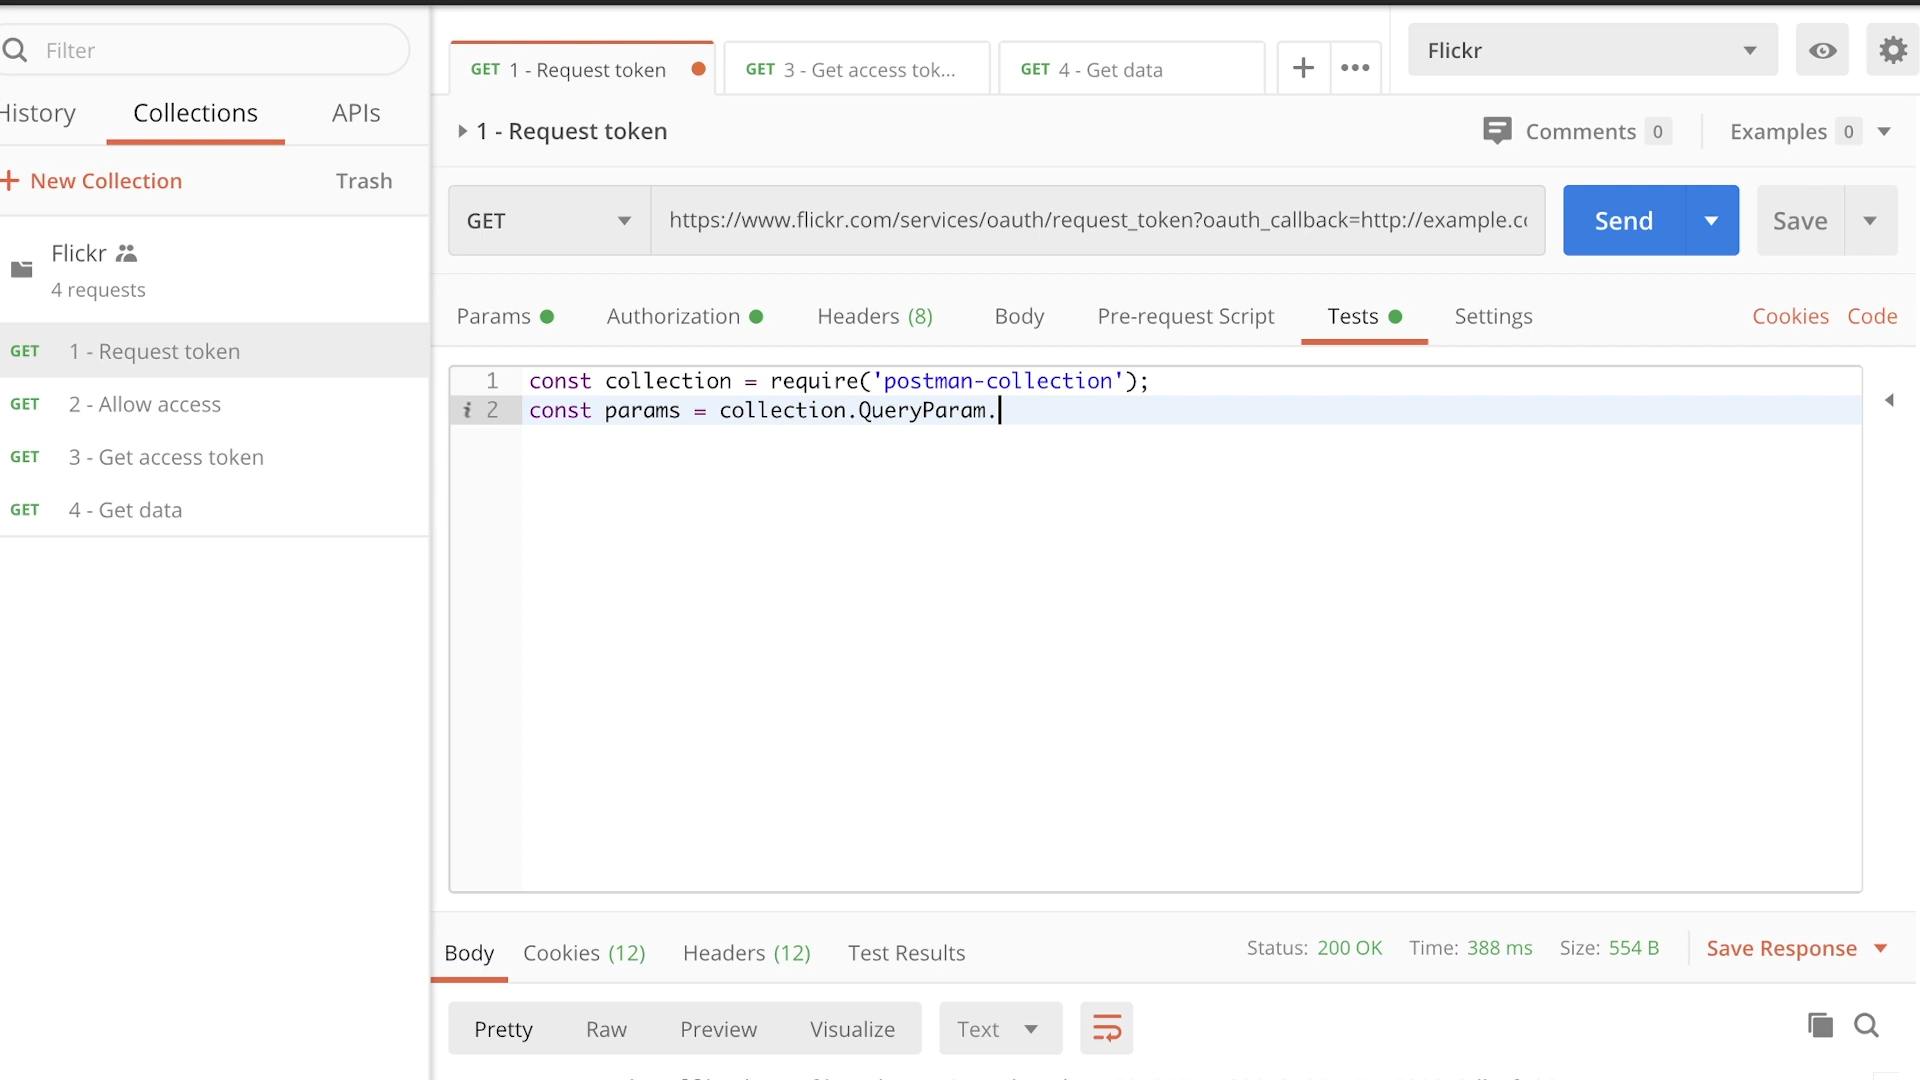 Filter
History
Collections
APIs
New Collection
Trash
Flickr
4 requests
GET 1 - Request token
GET 2 - Allow access
GET 3 - Get access token
GET 4 - Get data
GET 1 - Request token
GET 3 - Get access tok...
GET 4 - Get data
Flickr
1 - Request token
Comments 0
Examples 0
GET
https://www.flickr.com/services/oauth/request_token?oauth_callback=http://example.co
Send
Save
Params
Authorization
Headers (8)
Body
Pre-request Script
Tests
Settings
Cookies
Code
1 const collection = require('postman-collection');
i 2 const params = collection.QueryParam.
Body
Cookies (12)
Headers (12)
Test Results
Status: 200 OK
Time: 388 ms
Size: 554 B
Save Response
Pretty
Raw
Preview
Visualize
Text